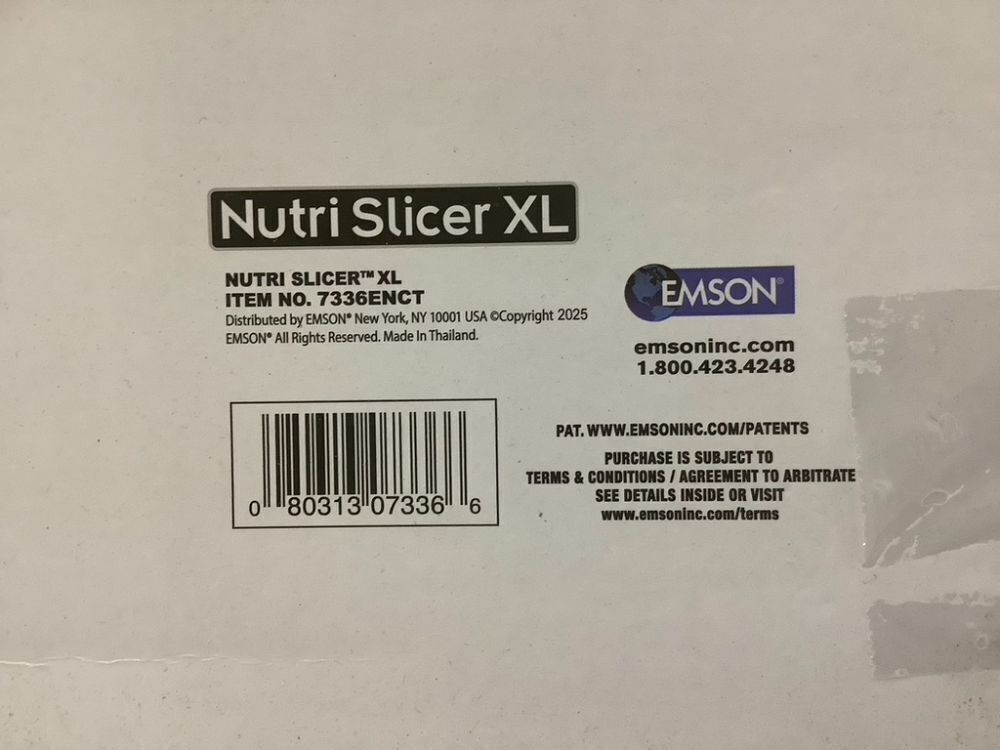 Nutri Slicer XL
NUTRI SLICER™ XL
ITEM NO. 7336ENCT
Distributed by EMSON® New York, NY 10001 USA ©Copyright 2025
EMSON® All Rights Reserved. Made In Thailand.
0 80313 07336 6
EMSON®
emsoninc.com
1.800.423.4248
PAT. WWW.EMSONINC.COM/PATENTS
PURCHASE IS SUBJECT TO
TERMS & CONDITIONS / AGREEMENT TO ARBITRATE
SEE DETAILS INSIDE OR VISIT
www.emsoninc.com/terms